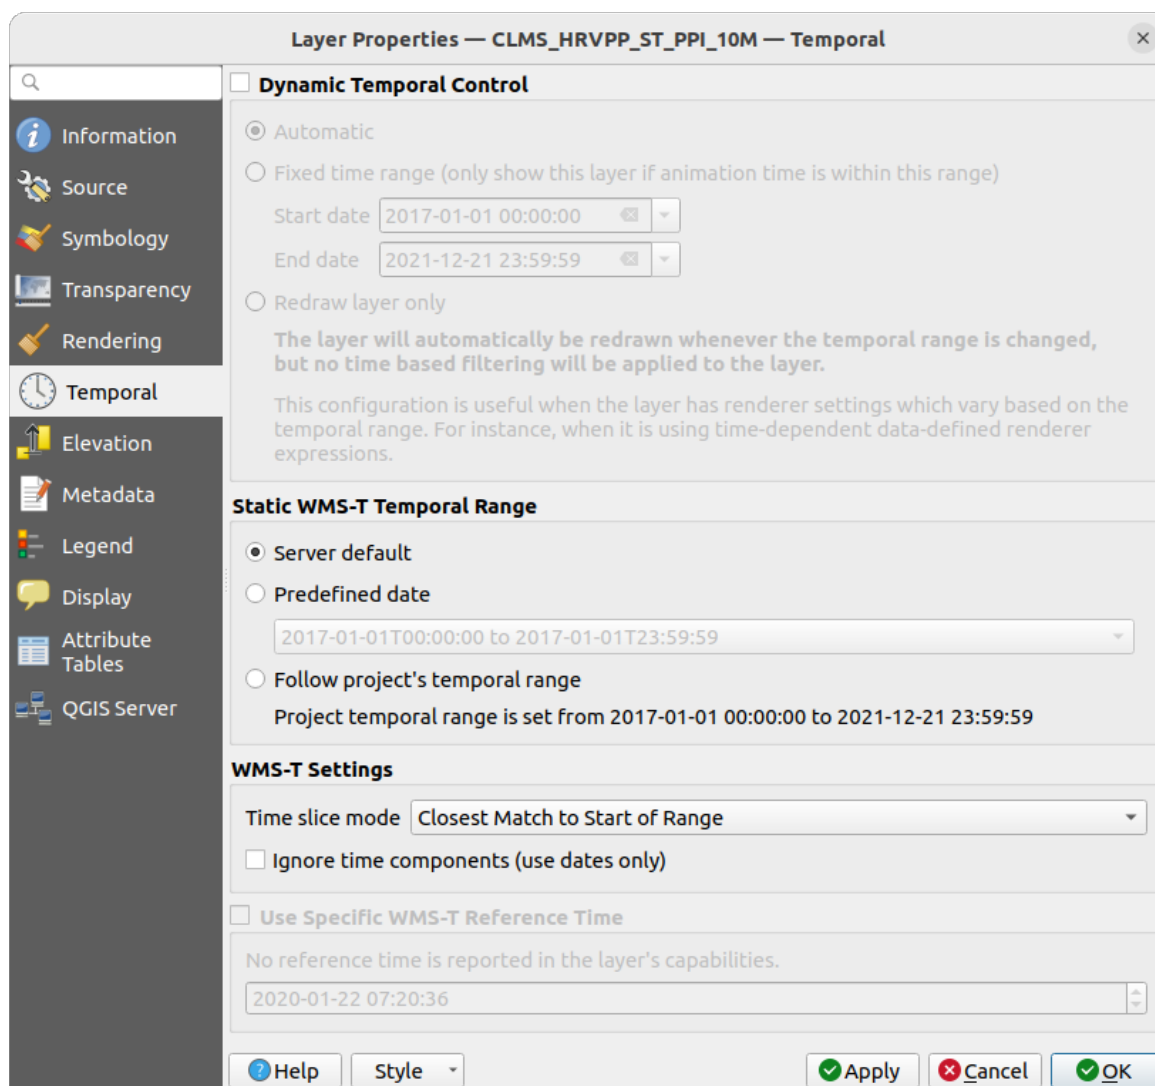 Layer Properties — CLMS_HRVPP_ST_PPI_10M — Temporal
Information
Source
Symbology
Transparency
Rendering
Temporal
Elevation
Metadata
Legend
Display
Attribute
Tables
QGIS Server
Dynamic Temporal Control
Automatic
Fixed time range (only show this layer if animation time is within this range)
Start date 2017-01-01 00:00:00
End date 2021-12-21 23:59:59
Redraw layer only
The layer will automatically be redrawn whenever the temporal range is changed,
but no time based filtering will be applied to the layer.
This configuration is useful when the layer has renderer settings which vary based on the
temporal range. For instance, when it is using time-dependent data-defined renderer
expressions.
Static WMS-T Temporal Range
Server default
Predefined date
2017-01-01T00:00:00 to 2017-01-01T23:59:59
Follow project's temporal range
Project temporal range is set from 2017-01-01 00:00:00 to 2021-12-21 23:59:59
WMS-T Settings
Time slice mode Closest Match to Start of Range
Ignore time components (use dates only)
Use Specific WMS-T Reference Time
No reference time is reported in the layer's capabilities.
2020-01-22 07:20:36
Help Style Apply Cancel OK